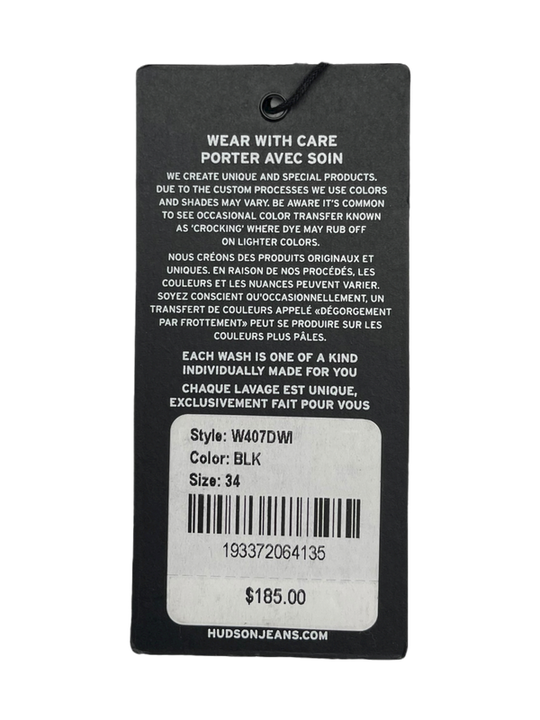 WEAR WITH CARE
PORTER AVEC SOIN
WE CREATE UNIQUE AND SPECIAL PRODUCTS.
DUE TO THE CUSTOM PROCESSES WE USE COLORS
AND SHADES MAY VARY. BE AWARE IT'S COMMON
TO SEE OCCASIONAL COLOR TRANSFER KNOWN
AS 'CROCKING' WHERE DYE MAY RUB OFF
ON LIGHTER COLORS.
NOUS CRÉONS DES PRODUITS ORIGINAUX ET
UNIQUES. EN RAISON DE NOS PROCÉDÉS, LES
COULEURS ET LES NUANCES PEUVENT VARIER.
SOYEZ CONSCIENT QU'OCCASIONNELLEMENT, UN
TRANSFERT DE COULEURS APPELÉ «DÉGORGEMENT
PAR FROTTEMENT» PEUT SE PRODUIRE SUR LES
COULEURS PLUS PÂLES.
EACH WASH IS ONE OF A KIND
INDIVIDUALLY MADE FOR YOU
CHAQUE LAVAGE EST UNIQUE,
EXCLUSIVEMENT FAIT POUR VOUS
Style: W407DWI
Color: BLK
Size: 34
193372064135
$185.00
HUDSONJEANS.COM